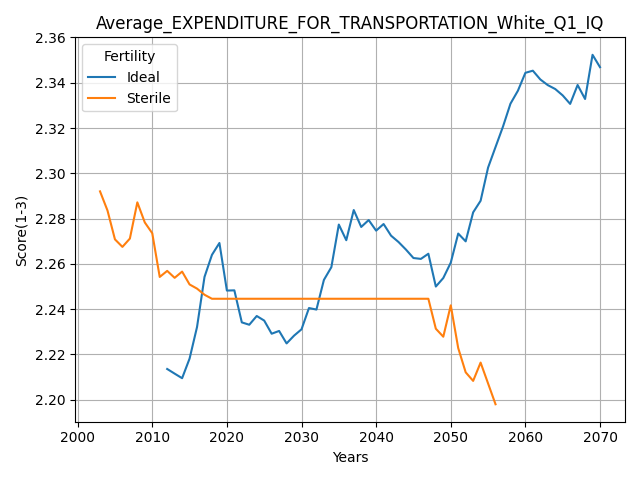 Average_EXPENDITURE_FOR_TRANSPORTATION_White_Q1_IQ
2.36
2.34
2.32
2.30
2.28
2.26
2.24
2.22
2.20
Score(1-3)
Fertility
Ideal
Sterile
2000 2010 2020 2030 2040 2050 2060 2070
Years